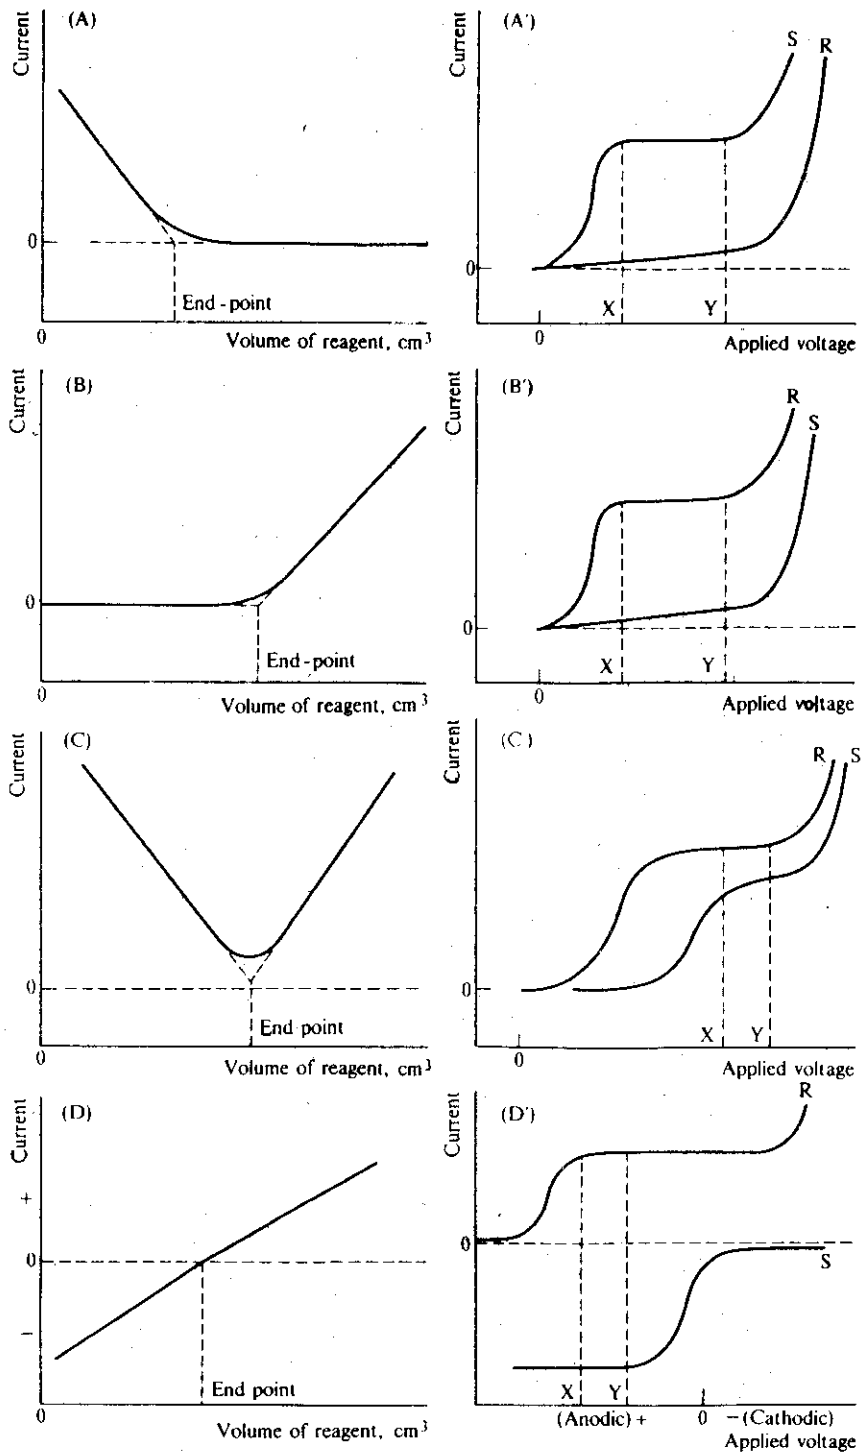 (A)
Current
0
End-point
0
Volume of reagent, cm3
(A')
Current
S
R
0
X
Y
0
Applied voltage
(B)
Current
0
End-point
0
Volume of reagent, cm3
(B')
Current
R
S
0
X
Y
0
Applied voltage
(C)
Current
0
End point
0
Volume of reagent, cm3
(C')
Current
R
S
0
X
Y
0
Applied voltage
(D)
Current
+
0
−
End point
0
Volume of reagent, cm3
(D')
Current
R
0
S
X
Y
(Anodic) + 0 −(Cathodic)
Applied voltage